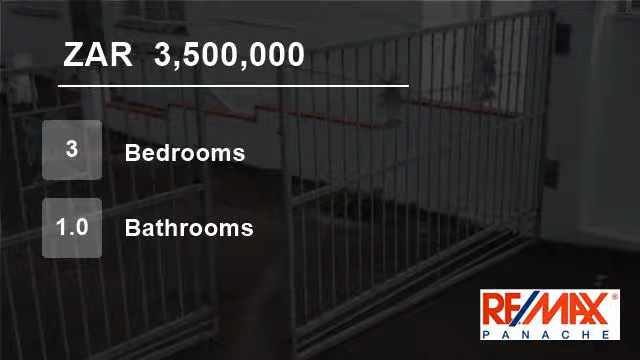 ZAR 3,500,000
3 Bedrooms
1.0 Bathrooms
RE/MAX®
PANACHE